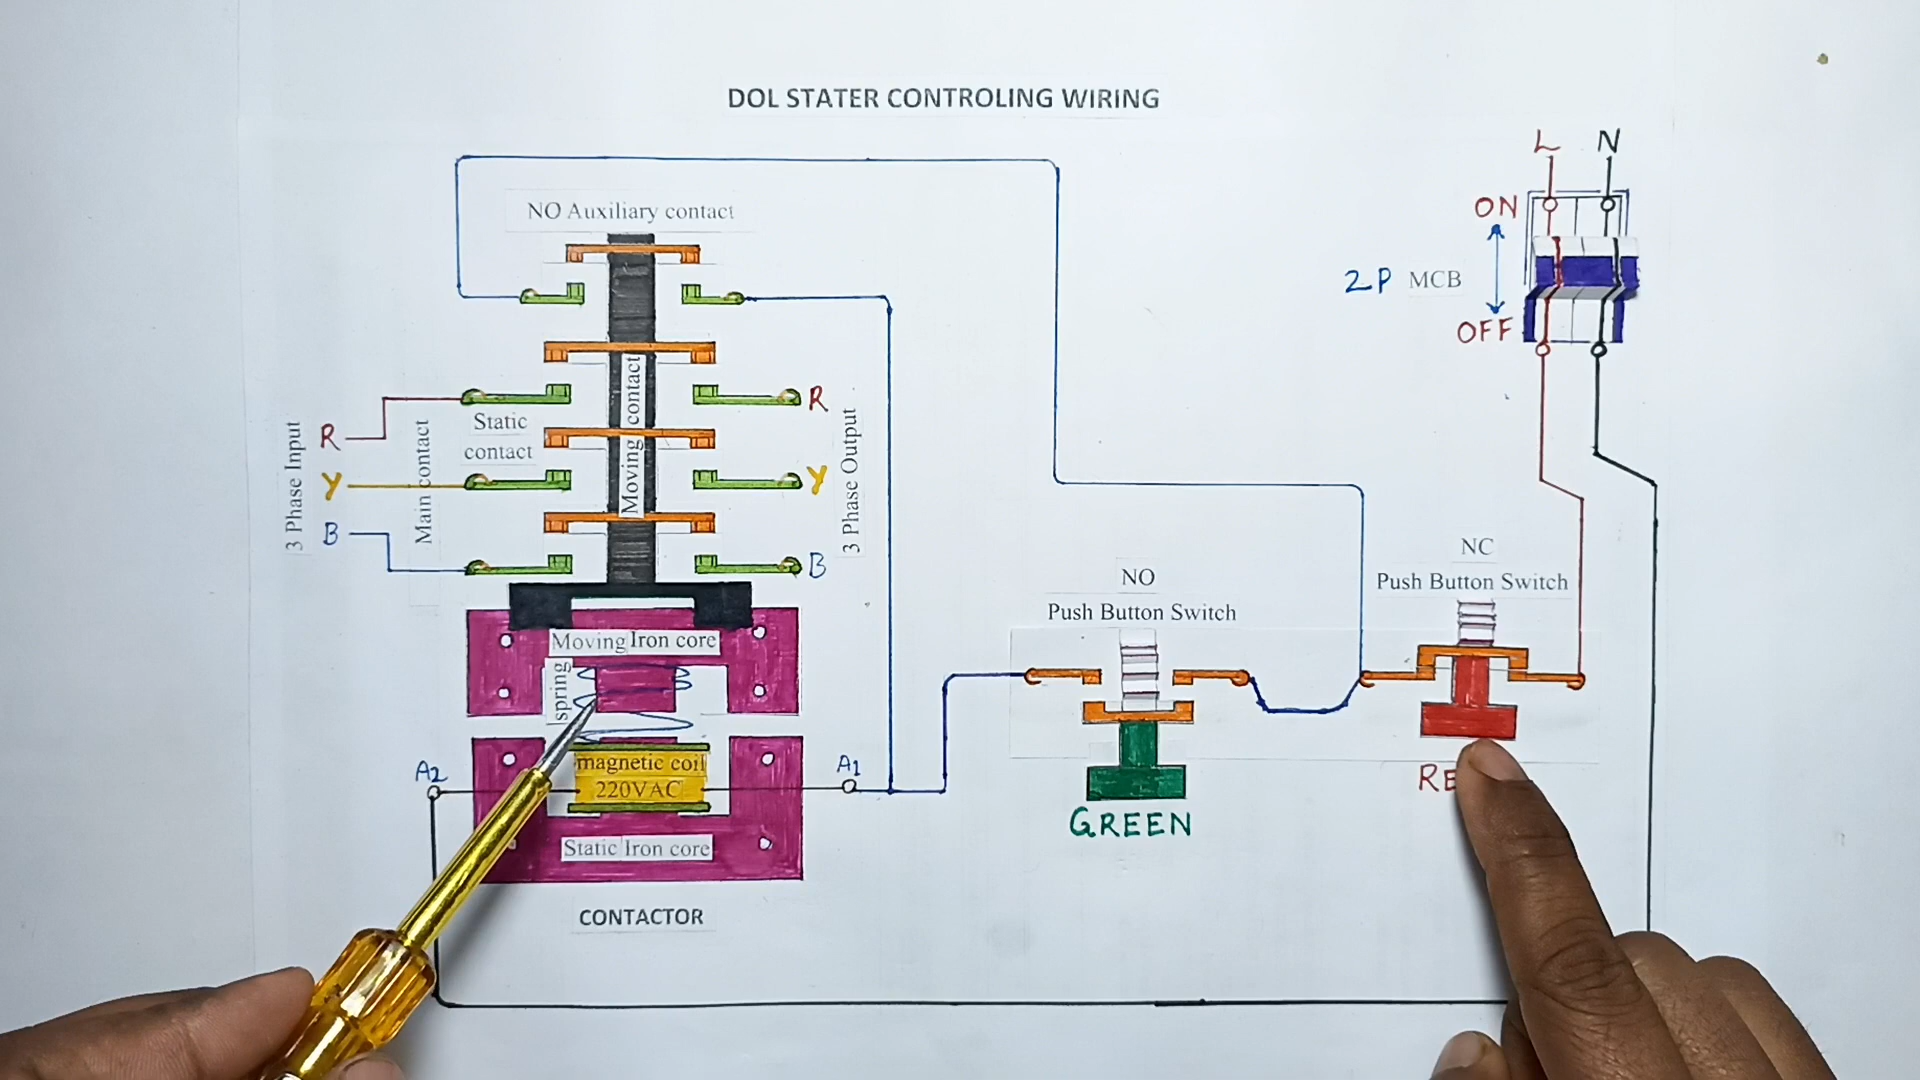 DOL STATER CONTROLING WIRING
L N
ON
2P MCB
OFF
NO Auxiliary contact
Moving contact
Static
contact
Main contact
3 Phase Input
R
Y
B
R
Y
B
3 Phase Output
NO
Push Button Switch
GREEN
NC
Push Button Switch
Moving Iron core
spring
magnetic coil
220VAC
A2
A1
Static Iron core
CONTACTOR